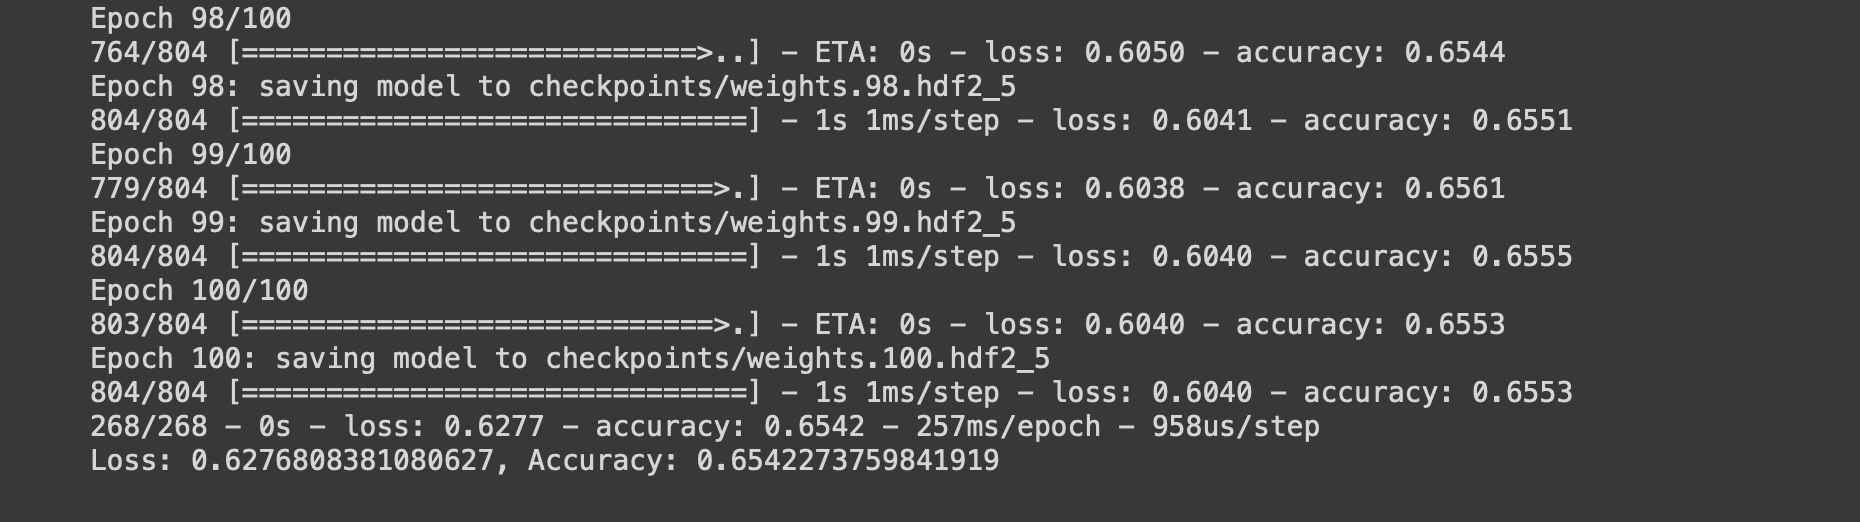 Epoch 98/100
764/804 [===========================>..] - ETA: 0s - loss: 0.6050 - accuracy: 0.6544
Epoch 98: saving model to checkpoints/weights.98.hdf2_5
804/804 [==============================] - 1s 1ms/step - loss: 0.6041 - accuracy: 0.6551
Epoch 99/100
779/804 [============================>.] - ETA: 0s - loss: 0.6038 - accuracy: 0.6561
Epoch 99: saving model to checkpoints/weights.99.hdf2_5
804/804 [==============================] - 1s 1ms/step - loss: 0.6040 - accuracy: 0.6555
Epoch 100/100
803/804 [============================>.] - ETA: 0s - loss: 0.6040 - accuracy: 0.6553
Epoch 100: saving model to checkpoints/weights.100.hdf2_5
804/804 [==============================] - 1s 1ms/step - loss: 0.6040 - accuracy: 0.6553
268/268 - 0s - loss: 0.6277 - accuracy: 0.6542 - 257ms/epoch - 958us/step
Loss: 0.6276808381080627, Accuracy: 0.6542273759841919